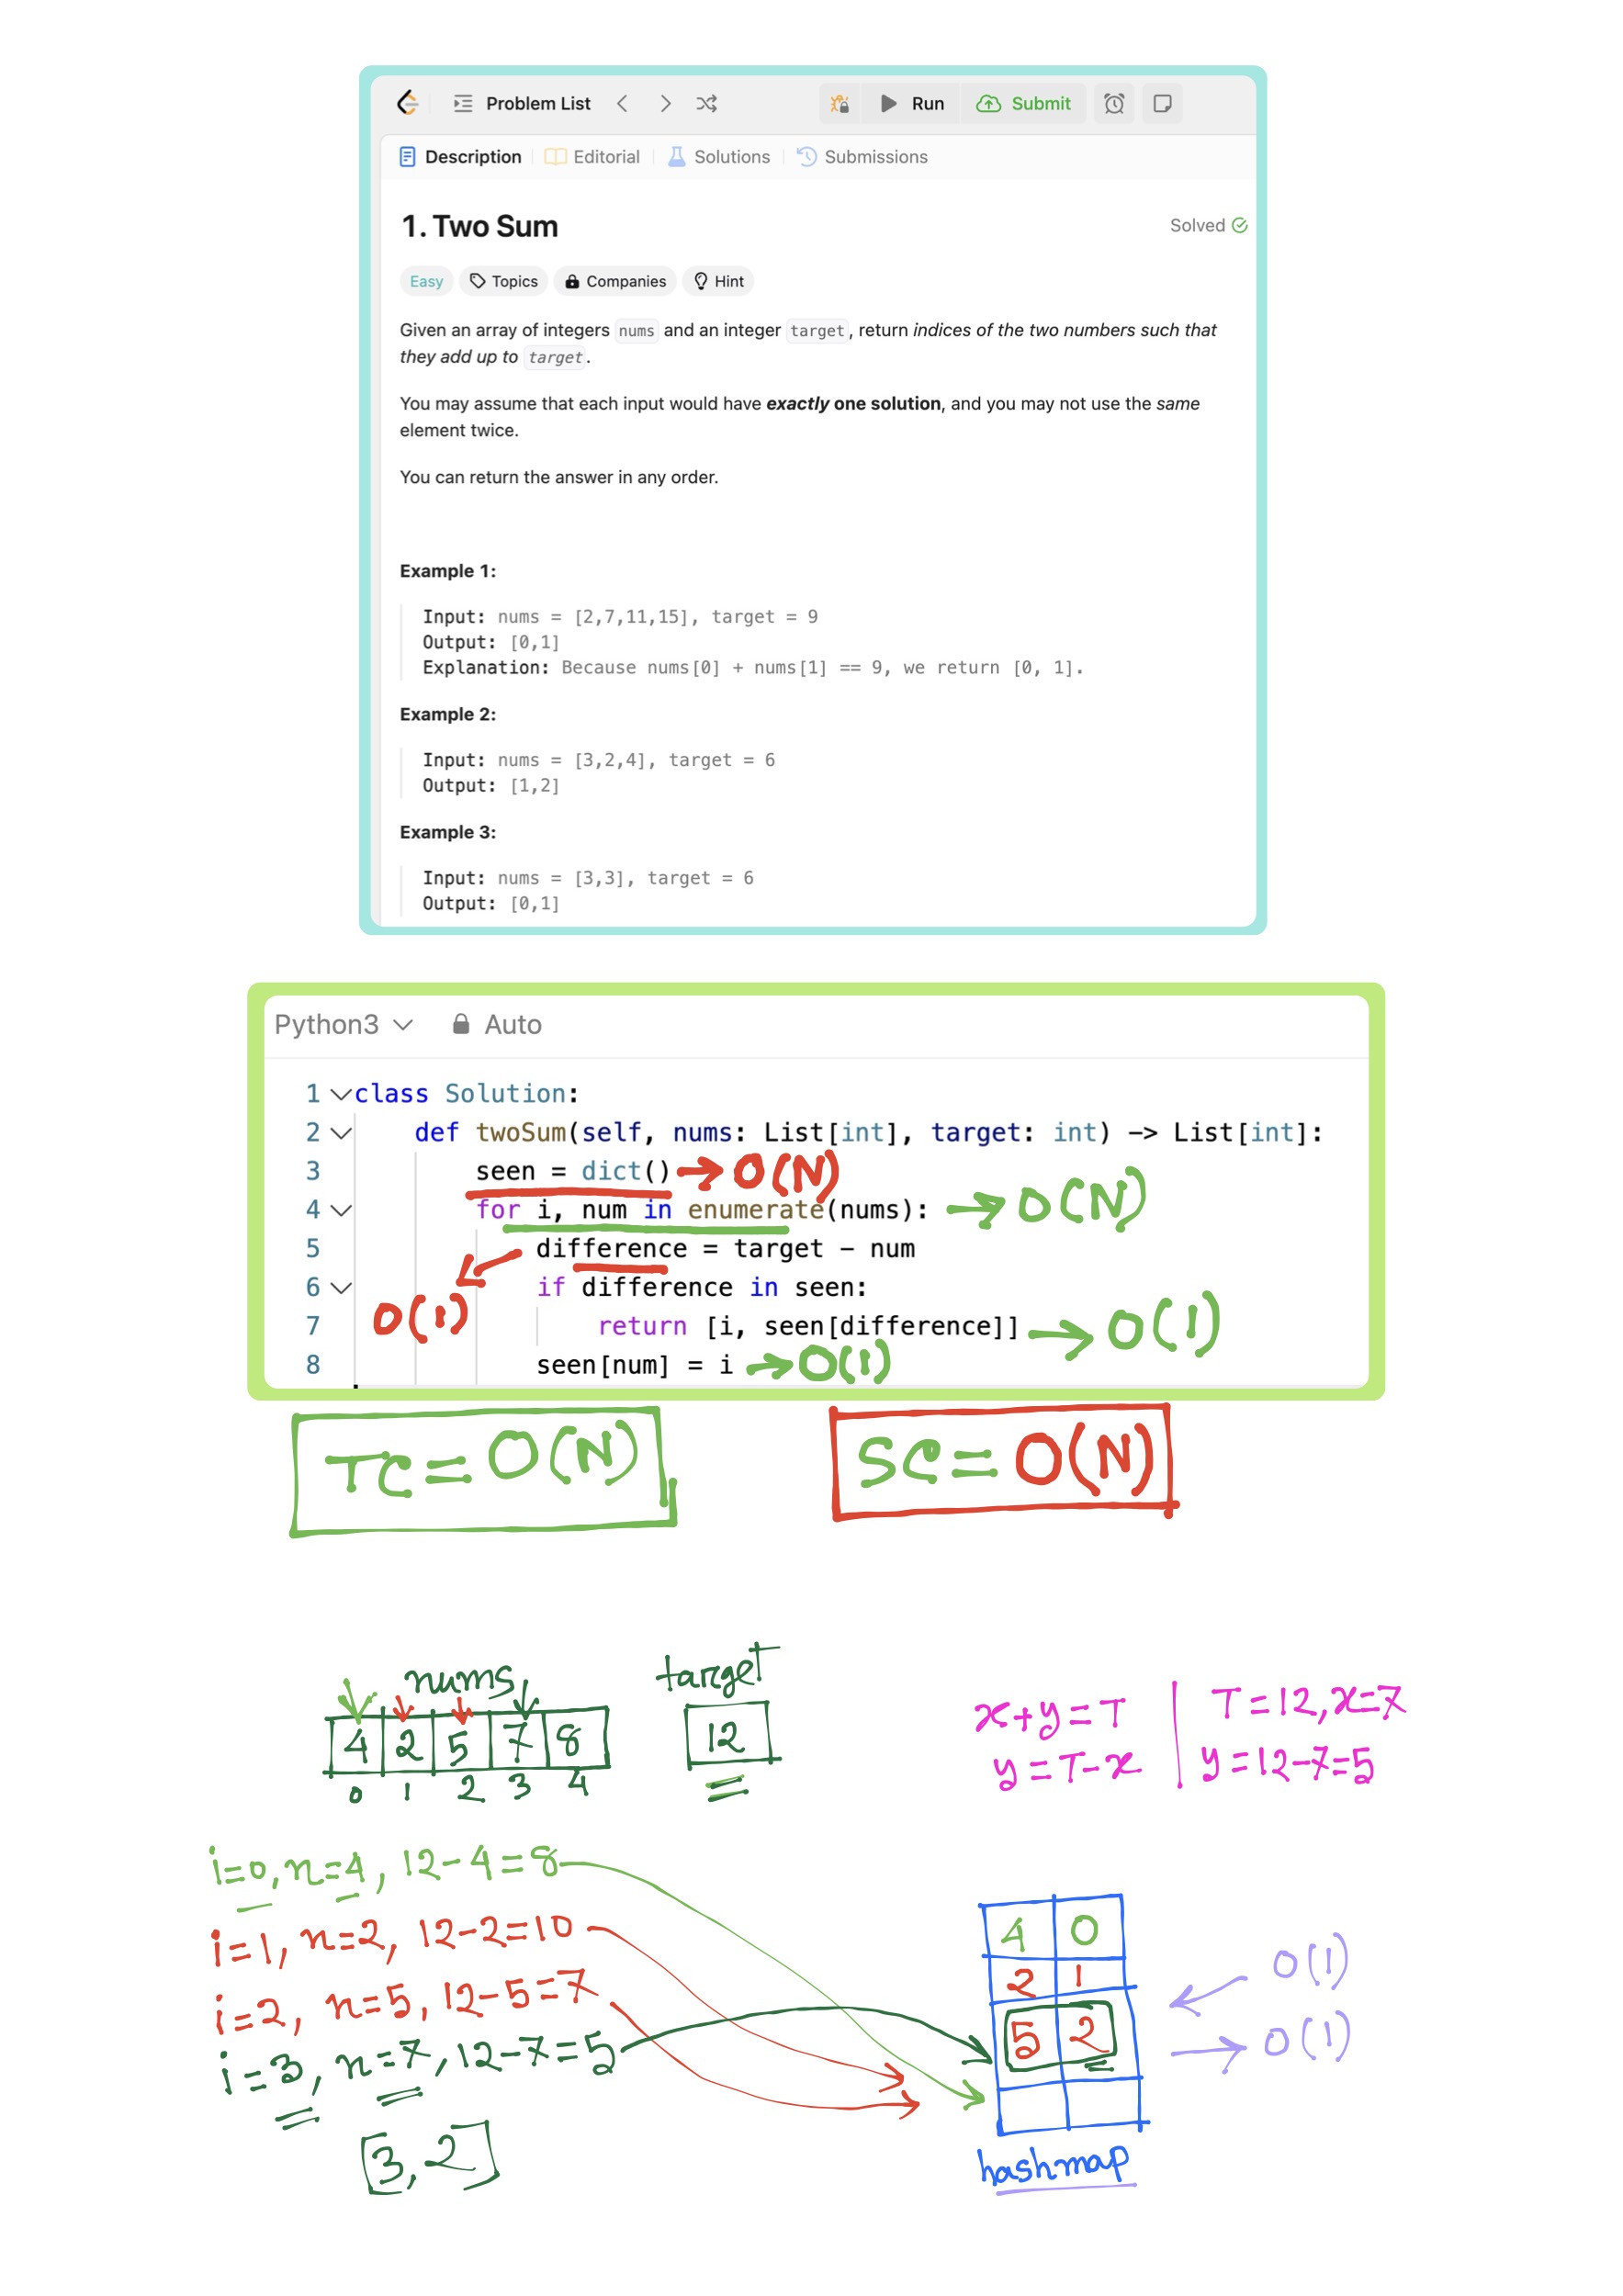 Problem List Run Submit
Description Editorial Solutions Submissions
1. Two Sum Solved
Easy Topics Companies Hint
Given an array of integers nums and an integer target, return indices of the two numbers such that
they add up to target.
You may assume that each input would have exactly one solution, and you may not use the same
element twice.
You can return the answer in any order.
Example 1:
Input: nums = [2,7,11,15], target = 9
Output: [0,1]
Explanation: Because nums[0] + nums[1] == 9, we return [0, 1].
Example 2:
Input: nums = [3,2,4], target = 6
Output: [1,2]
Example 3:
Input: nums = [3,3], target = 6
Output: [0,1]
Python3 Auto
1 class Solution:
2 def twoSum(self, nums: List[int], target: int) -> List[int]:
3 seen = dict() → O(N)
4 for i, num in enumerate(nums): → O(N)
5 difference = target - num
6 if difference in seen:
O(1)
7 return [i, seen[difference]] → O(1)
8 seen[num] = i → O(1)
TC = O(N)
SC = O(N)
nums
4 2 5 7 8
0 1 2 3 4
target
12
x+y=T
y=T-x
T=12, x=7
y=12-7=5
i=0, n=4, 12-4=8
i=1, n=2, 12-2=10
i=2, n=5, 12-5=7
i=3, n=7, 12-7=5
[3,2]
4 0
2 1
5 2
O(1)
O(1)
hashmap